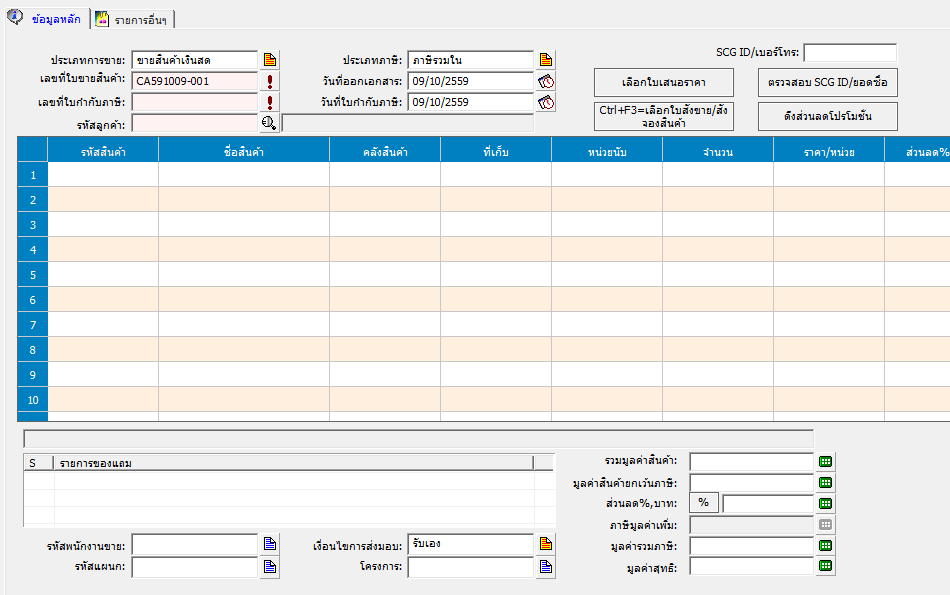 ข้อมูลหลัก รายการอื่นๆ
SCG ID/เบอร์โทร:
ประเภทการขาย: ขายสินค้าเงินสด ประเภทภาษี: ภาษีรวมใน
เลขที่ใบขายสินค้า: CA591009-001 วันที่ออกเอกสาร: 09/10/2559 เลือกใบเสนอราคา ตรวจสอบ SCG ID/ยอดซื้อ
เลขที่ใบกำกับภาษี: วันที่ใบกำกับภาษี: 09/10/2559
Ctrl+F3=เลือกใบสั่งขาย/สั่ง
จองสินค้า
ดึงส่วนลดโปรโมชั่น
รหัสลูกค้า:
รหัสสินค้า ชื่อสินค้า คลังสินค้า ที่เก็บ หน่วยนับ จำนวน ราคา/หน่วย ส่วนลด%
1
2
3
4
5
6
7
8
9
10
S รายการของแถม
รวมมูลค่าสินค้า:
มูลค่าสินค้ายกเว้นภาษี:
ส่วนลด%,บาท: %
ภาษีมูลค่าเพิ่ม:
รหัสพนักงานขาย: เงื่อนไขการส่งมอบ: รับเอง มูลค่ารวมภาษี:
รหัสแผนก: โครงการ: มูลค่าสุทธิ: